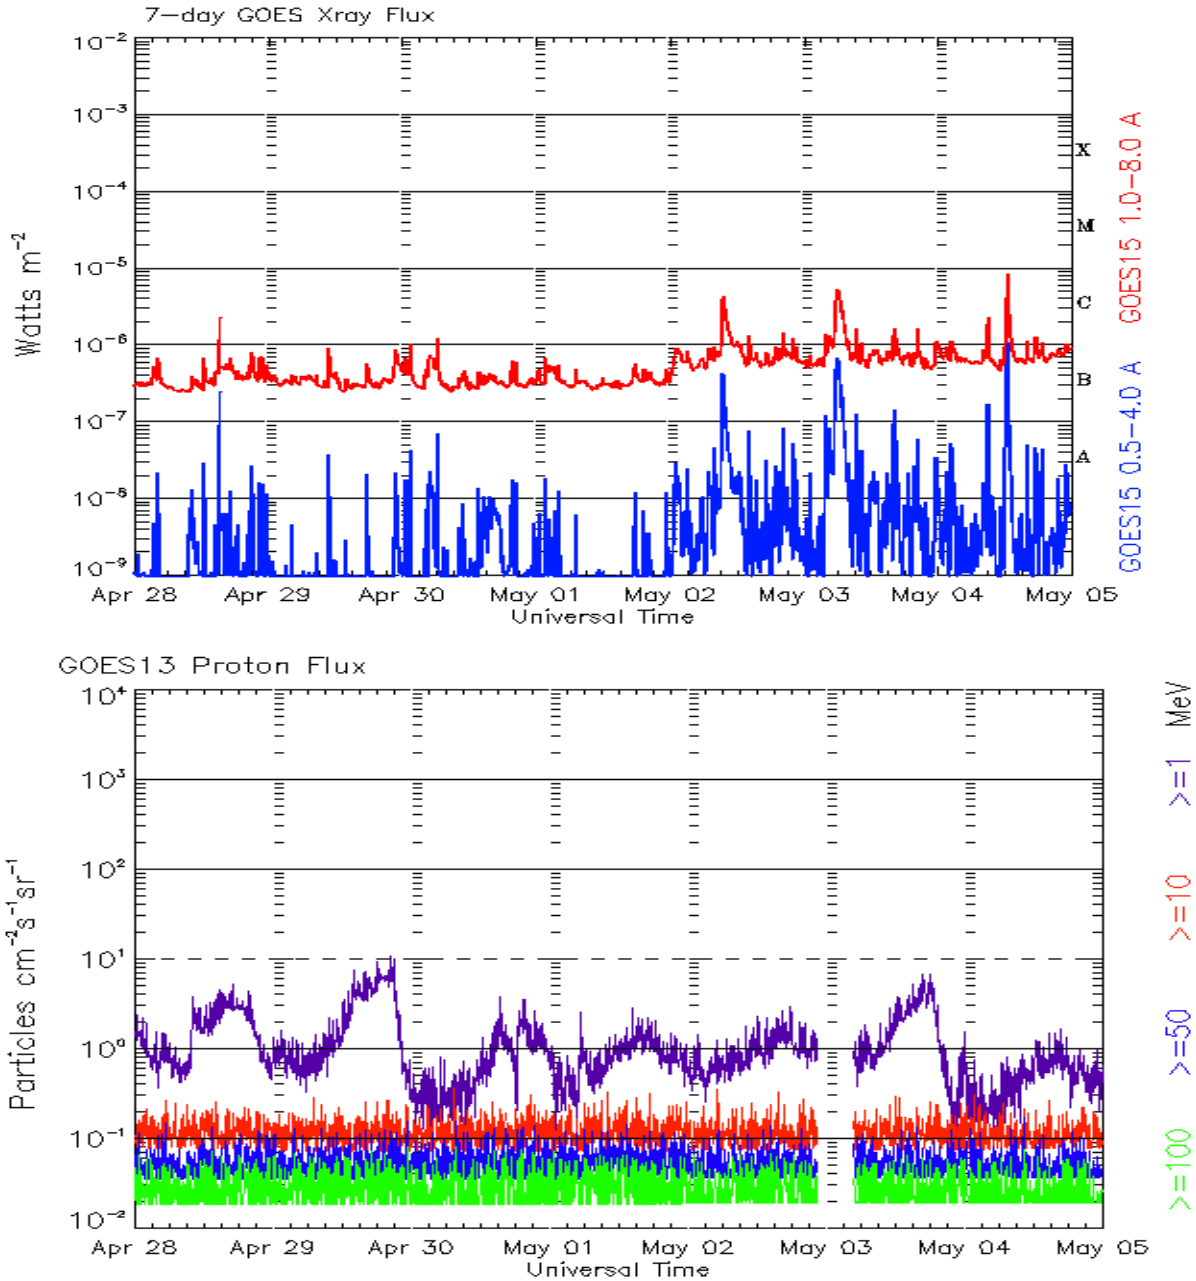 7-day GOES Xray Flux
10⁻²
10⁻³
10⁻⁴
10⁻⁵
10⁻⁶
10⁻⁷
10⁻⁸
10⁻⁹
Watts m⁻²
X
M
C
B
A
GOES15 1.0-8.0 A
GOES15 0.5-4.0 A
Apr 28 Apr 29 Apr 30 May 01 May 02 May 03 May 04 May 05
Universal Time
GOES13 Proton Flux
10⁴
10³
10²
10¹
10⁰
10⁻¹
10⁻²
Particles cm⁻²s⁻¹sr⁻¹
MeV
>=1
>=10
>=50
>=100
Apr 28 Apr 29 Apr 30 May 01 May 02 May 03 May 04 May 05
Universal Time